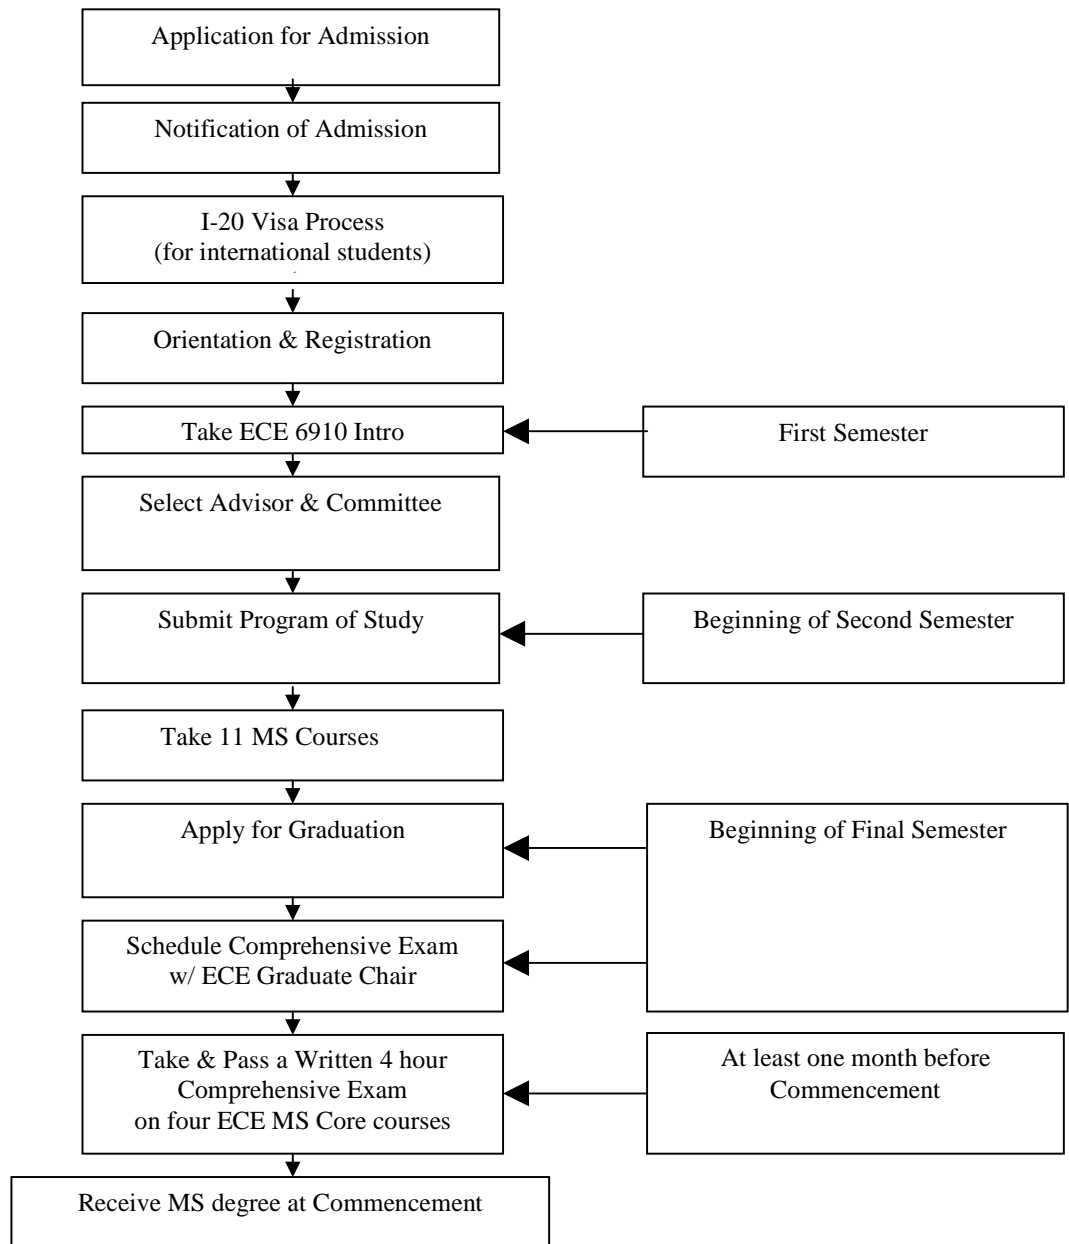 Application for Admission
Notification of Admission
I-20 Visa Process
(for international students)
Orientation & Registration
Take ECE 6910 Intro
First Semester
Select Advisor & Committee
Submit Program of Study
Beginning of Second Semester
Take 11 MS Courses
Apply for Graduation
Beginning of Final Semester
Schedule Comprehensive Exam
w/ ECE Graduate Chair
Take & Pass a Written 4 hour
Comprehensive Exam
on four ECE MS Core courses
At least one month before
Commencement
Receive MS degree at Commencement